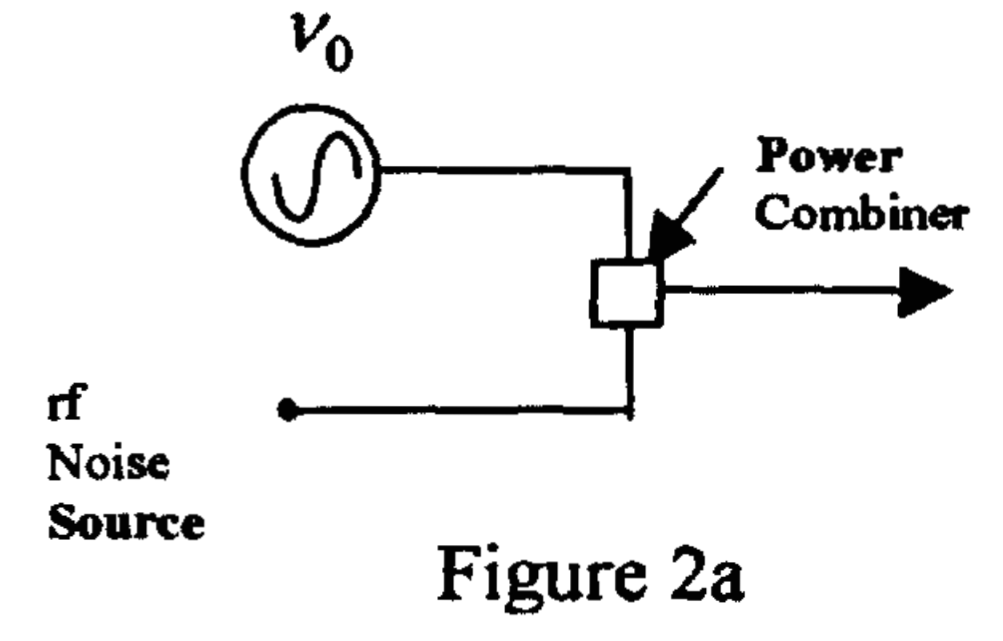 ν0
Power
Combiner
rf
Noise
Source
Figure 2a